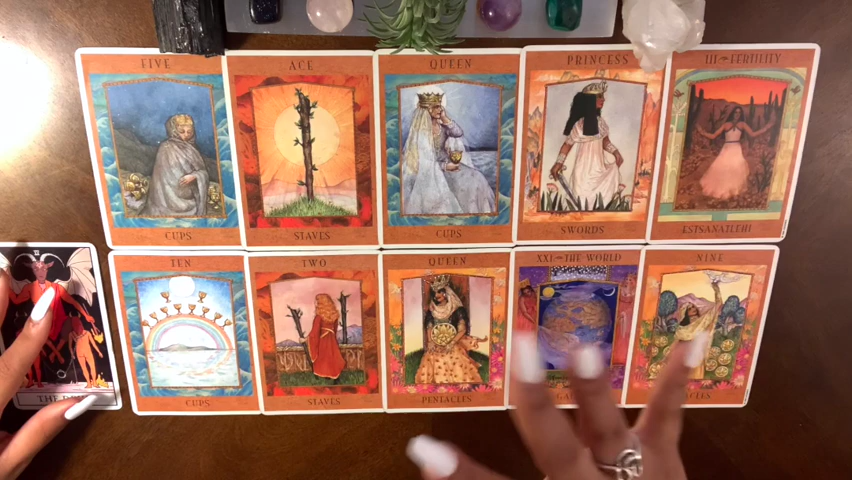 FIVE
CUPS
ACE
STAVES
QUEEN
CUPS
PRINCESS
SWORDS
III FERTILITY
ESTSANATLEHI
TEN
CUPS
TWO
STAVES
QUEEN
PENTACLES
XXI THE WORLD
NINE
THE